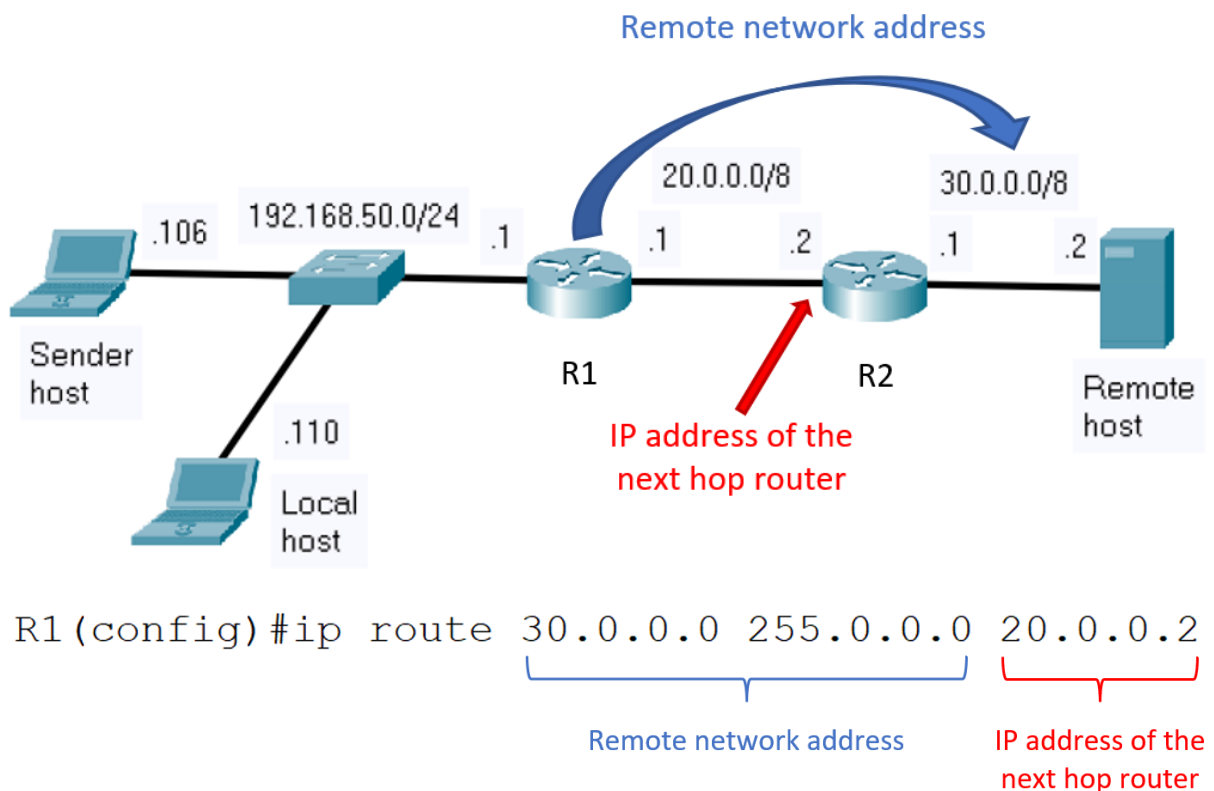 Remote network address
20.0.0.0/8
30.0.0.0/8
.106
192.168.50.0/24
.1
.1
.2
.1
.2
Sender
host
R1
R2
Remote
host
.110
IP address of the
next hop router
Local
host
R1(config)#ip route 30.0.0.0 255.0.0.0 20.0.0.2
Remote network address
IP address of the
next hop router